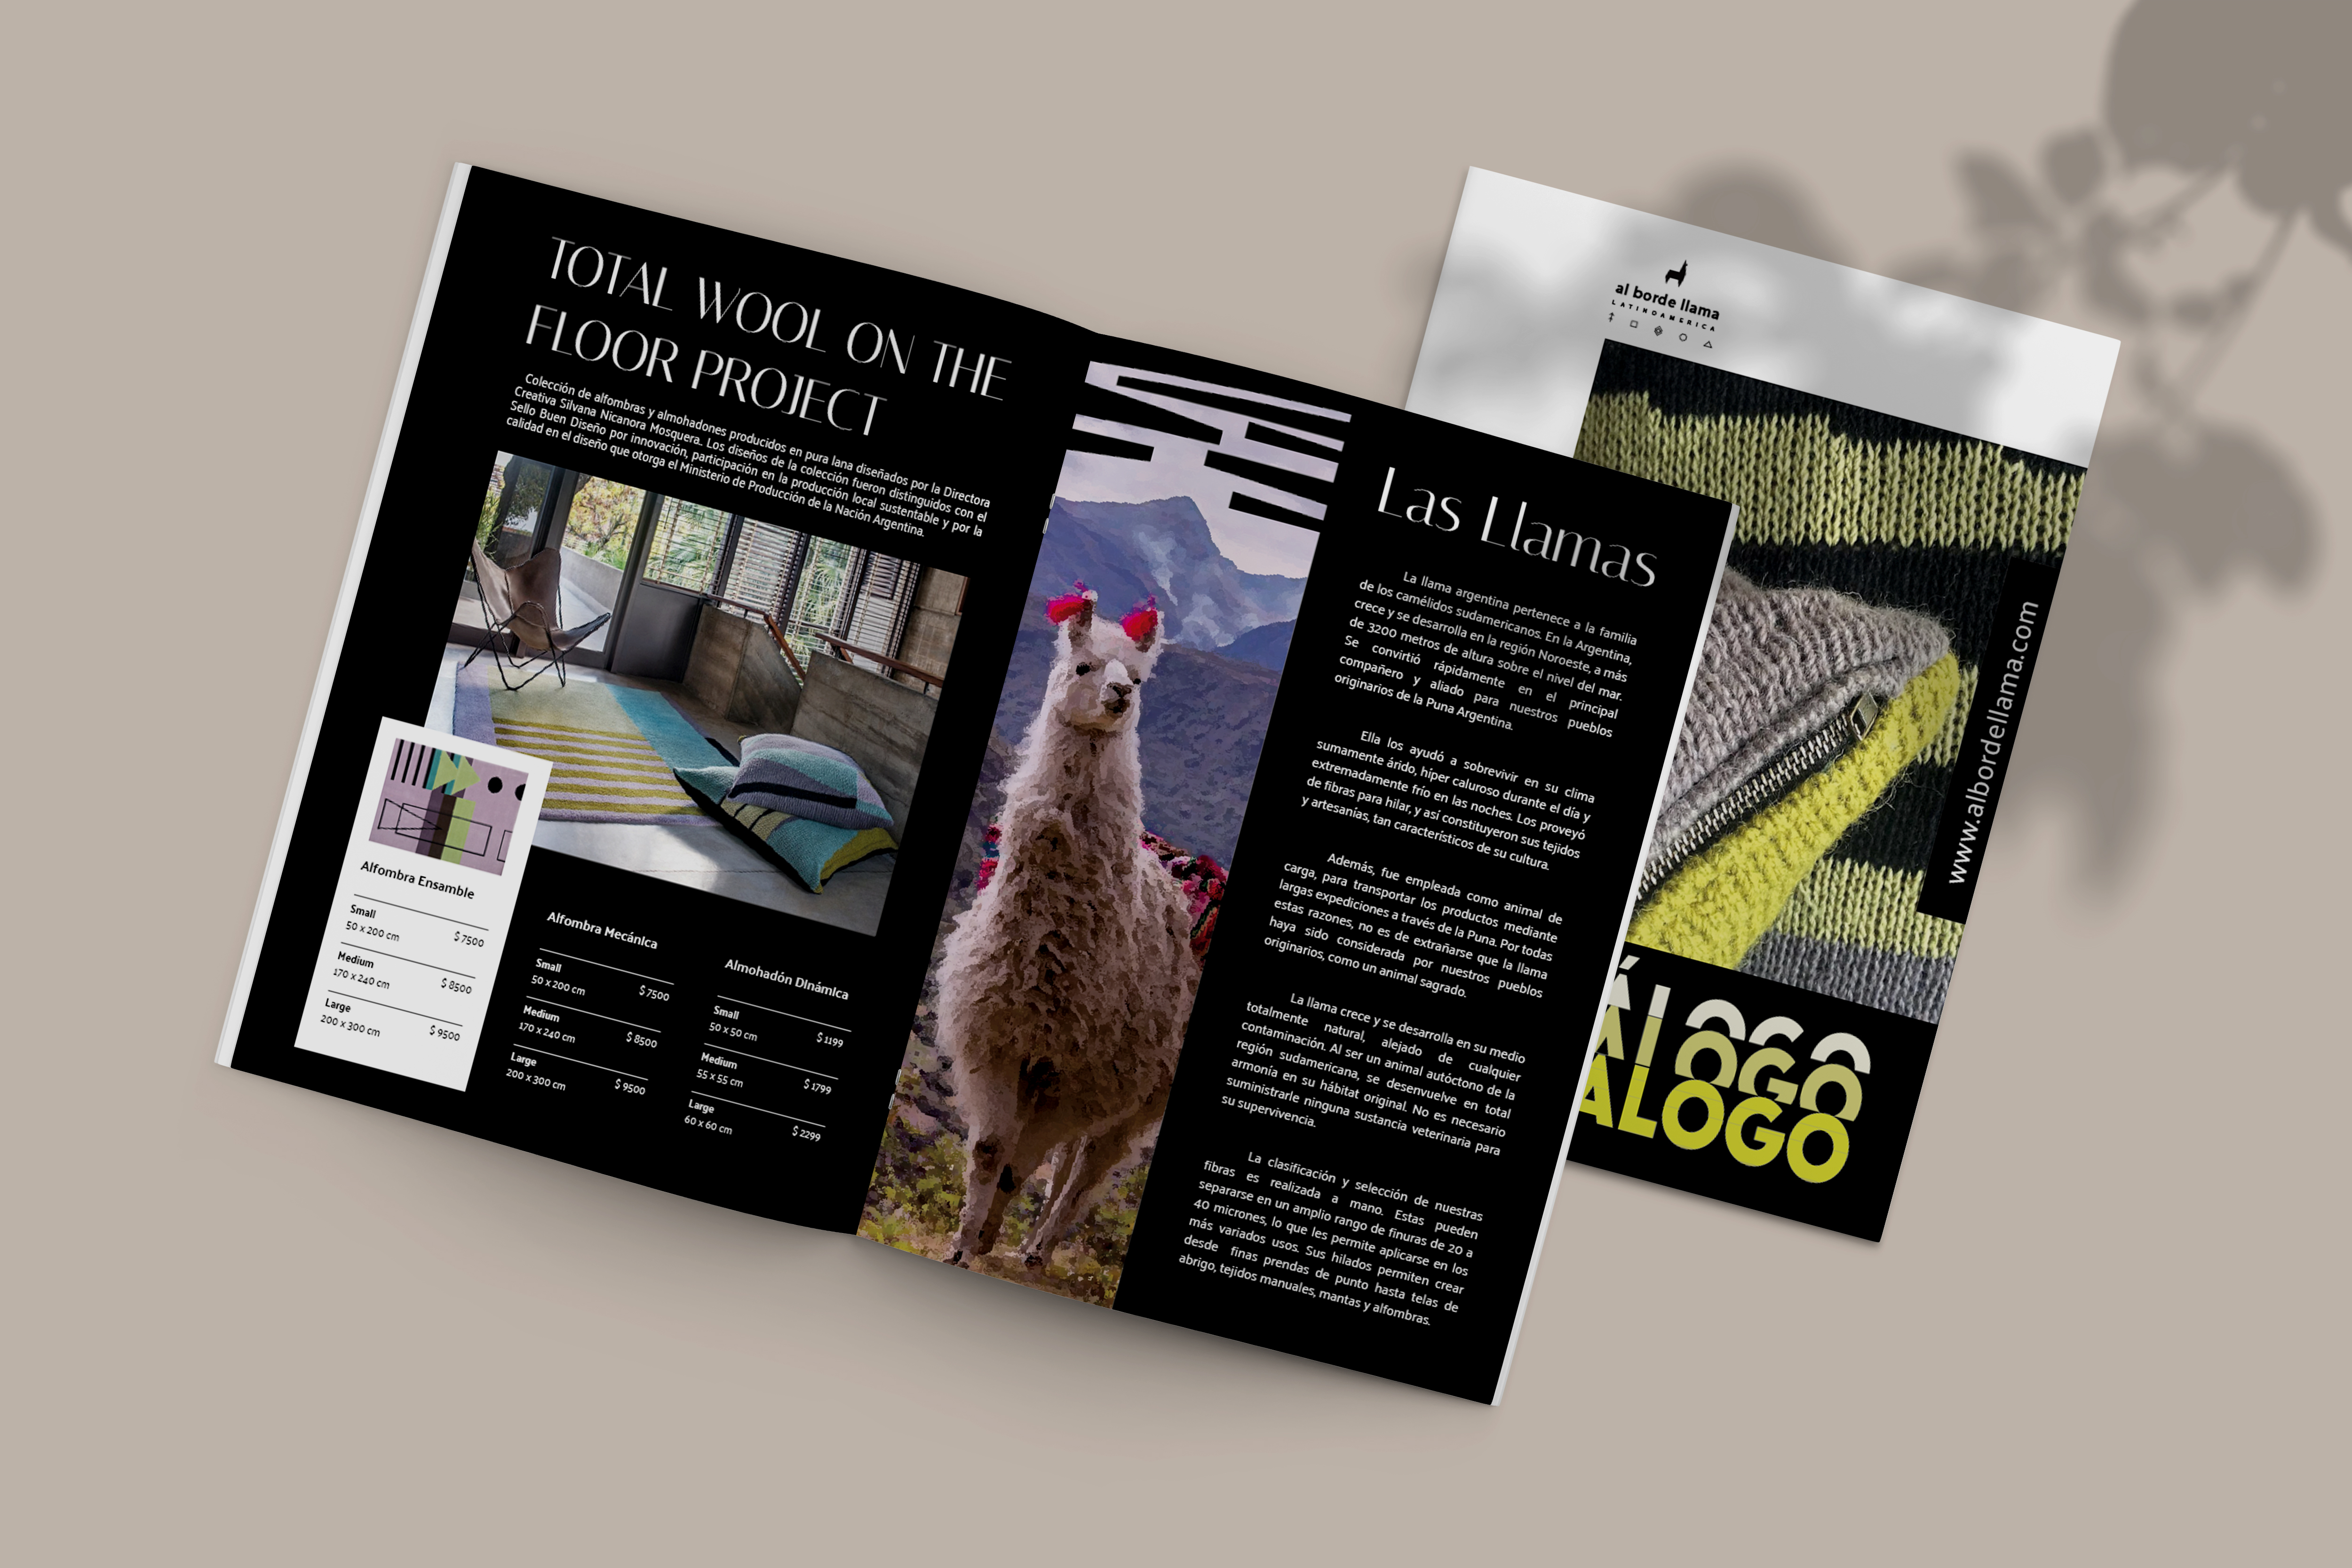 TOTAL WOOL ON THE
FLOOR PROJECT
Colección de alfombras y almohadones producidos en pura lana diseñados por la Directora
Creativa Silvana Nicanora Mosquera. Los diseños de la colección fueron distinguidos con el
Sello Buen Diseño por innovación, participación en la producción local sustentable y por la
calidad en el diseño que otorga el Ministerio de Producción de la Nación Argentina.
Alfombra Ensamble
Small
50 x 200 cm $ 7500
Medium
170 x 240 cm $ 8500
Large
200 x 300 cm $ 9500
Alfombra Mecánica
Small
50 x 200 cm $ 7500
Medium
170 x 240 cm $ 8500
Large
200 x 300 cm $ 9500
Almohadón Dinámica
Small
50 x 50 cm $ 1199
Medium
55 x 55 cm $ 1799
Large
60 x 60 cm $ 2299
Las Llamas
La llama argentina pertenece a la familia
de los camélidos sudamericanos. En la Argentina,
crece y se desarrolla en la región Noroeste, a más
de 3200 metros de altura sobre el nivel del mar.
Se convirtió rápidamente en el principal
compañero y aliado para nuestros pueblos
originarios de la Puna Argentina.
Ella los ayudó a sobrevivir en su clima
sumamente árido, híper caluroso durante el día y
extremadamente frío en las noches. Los proveyó
de fibras para hilar, y así constituyeron sus tejidos
y artesanías, tan característicos de su cultura.
Además, fue empleada como animal de
carga, para transportar los productos mediante
largas expediciones a través de la Puna. Por todas
estas razones, no es de extrañarse que la llama
haya sido considerada por nuestros pueblos
originarios, como un animal sagrado.
La llama crece y se desarrolla en su medio
totalmente natural, alejado de cualquier
contaminación. Al ser un animal autóctono de la
región sudamericana, se desenvuelve en total
armonía en su hábitat original. No es necesario
suministrarle ninguna sustancia veterinaria para
su supervivencia.
La clasificación y selección de nuestras
fibras es realizada a mano. Estas pueden
separarse en un amplio rango de finuras de 20 a
40 micrones, lo que les permite aplicarse en los
más variados usos. Sus hilados permiten crear
desde finas prendas de punto hasta telas de
abrigo, tejidos manuales, mantas y alfombras.
al borde llama
LATINOAMERICA
www.albordellama.com
ÁLOGO
ÁLOGO
ALOGO